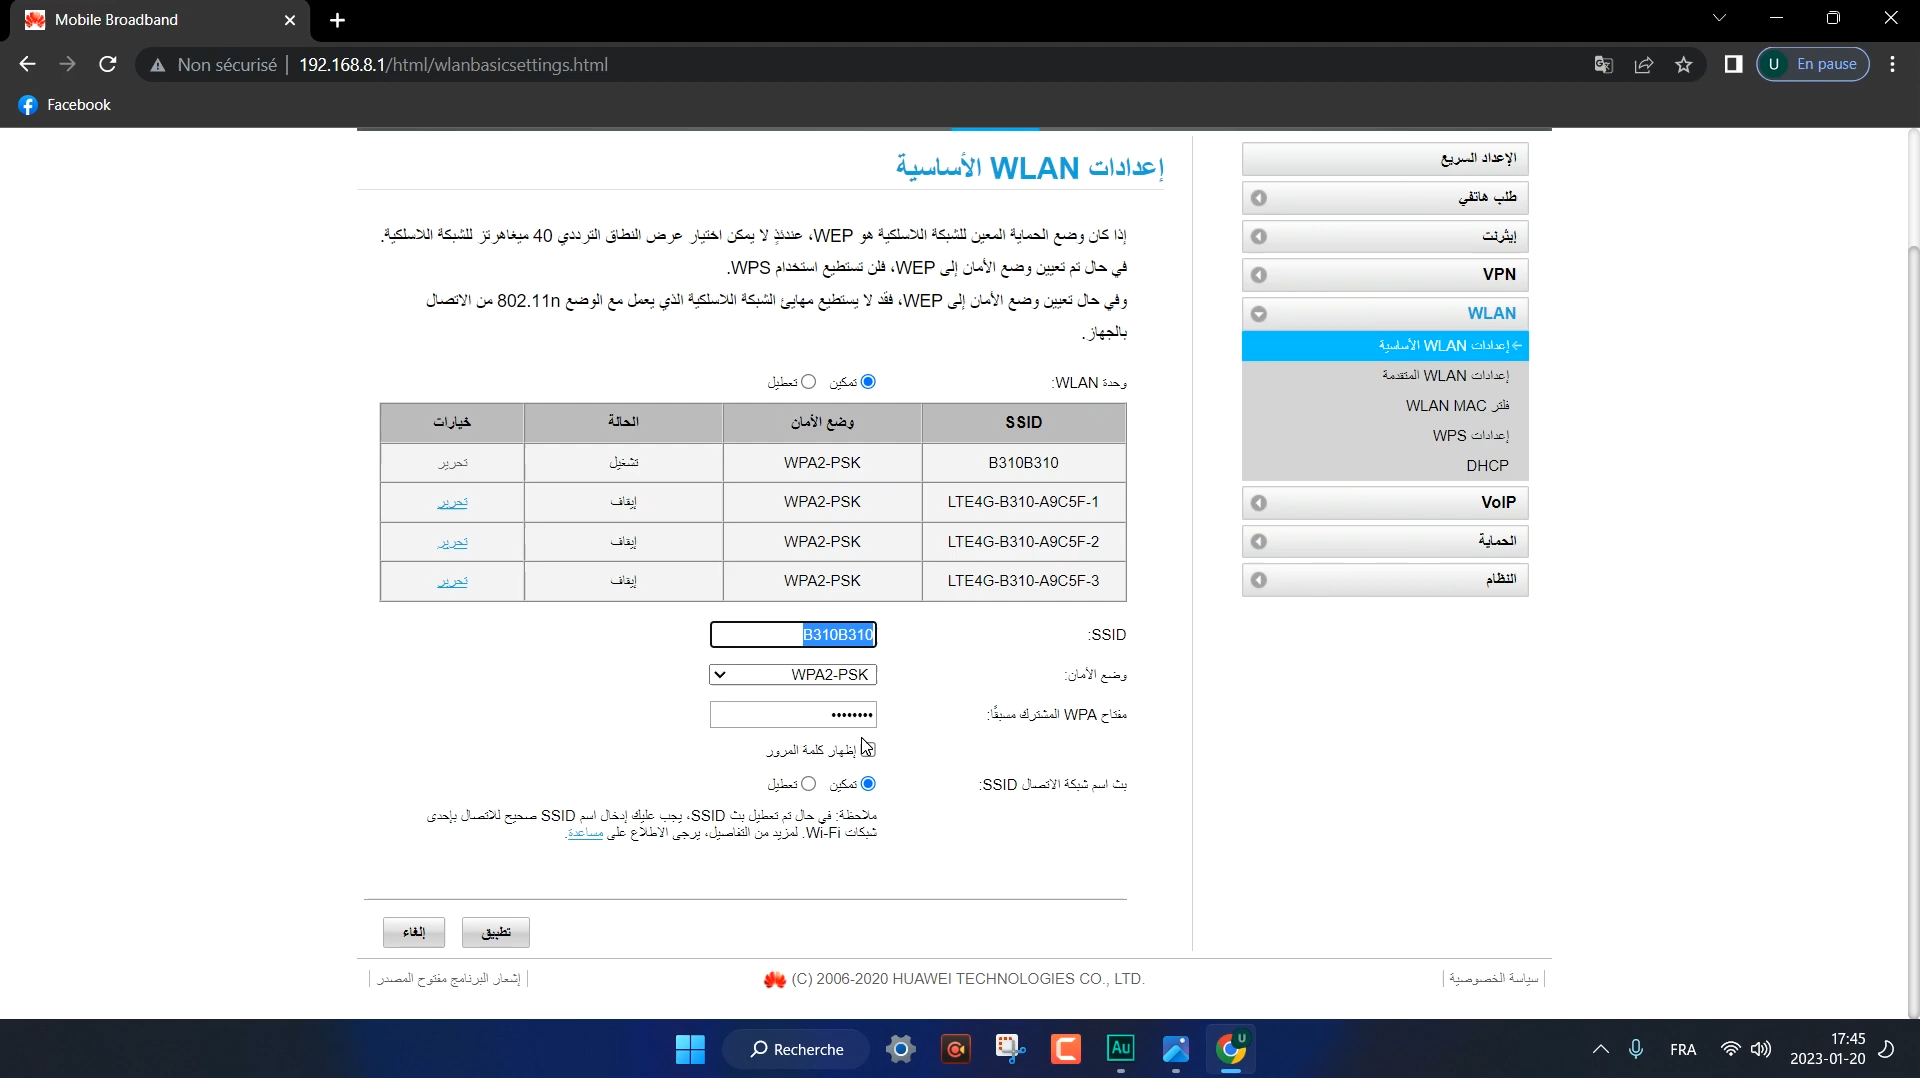 Mobile Broadband
Non sécurisé
192.168.8.1/html/wlanbasicsettings.html
U En pause
Facebook
إعدادات WLAN الأساسية
إذا كان وضع الحماية المعين للشبكة اللاسلكية هو WEP، عندئذٍ لا يمكن اختيار عرض النطاق الترددي 40 ميغاهرتز للشبكة اللاسلكية.
في حال تم تعيين وضع الأمان إلى WEP، فلن تستطيع استخدام WPS.
وفي حال تعيين وضع الأمان إلى WEP، فقد لا يستطيع مهايئ الشبكة اللاسلكية الذي يعمل مع الوضع 802.11n من الاتصال
بالجهاز.
وحدة WLAN: تمكين تعطيل
SSID وضع الأمان الحالة خيارات
B310B310 WPA2-PSK تشغيل تحرير
LTE4G-B310-A9C5F-1 WPA2-PSK إيقاف تحرير
LTE4G-B310-A9C5F-2 WPA2-PSK إيقاف تحرير
LTE4G-B310-A9C5F-3 WPA2-PSK إيقاف تحرير
SSID: B310B310
وضع الأمان: WPA2-PSK
مفتاح WPA المشترك مسبقًا: ••••••••
إظهار كلمة المرور
بث اسم شبكة الاتصال SSID: تمكين تعطيل
ملاحظة: في حال تم تعطيل بث SSID، يجب عليك إدخال اسم SSID صحيح للاتصال بإحدى
شبكات Wi-Fi. لمزيد من التفاصيل، يرجى الاطلاع على مساعدة.
تطبيق
إلغاء
الإعداد السريع
طلب هاتفي
إيثرنت
VPN
WLAN
إعدادات WLAN الأساسية
إعدادات WLAN المتقدمة
فلتر WLAN MAC
إعدادات WPS
DHCP
VoIP
الحماية
النظام
سياسة الخصوصية
(C) 2006-2020 HUAWEI TECHNOLOGIES CO., LTD.
إشعار البرنامج مفتوح المصدر
Recherche
Au
U
FRA
17:45
2023-01-20